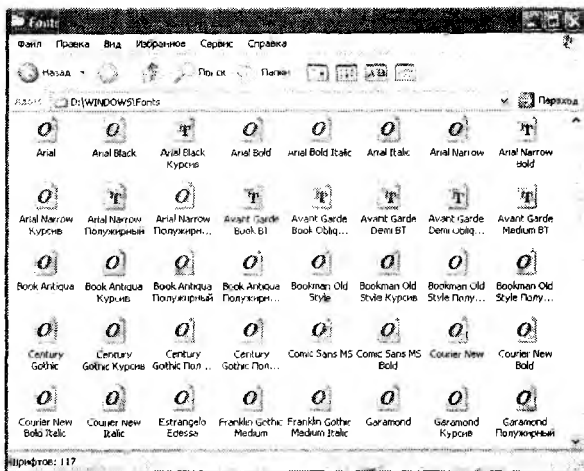 Fonts
Файл Правка Вид Избранное Сервис Справка
Назад Поиск Папки
D:\WINDOWS\Fonts Переход
Arial Arial Black Arial Black Arial Bold Arial Bold Italic Arial Italic Arial Narrow Arial Narrow
Курсив Bold
Arial Narrow Arial Narrow Arial Narrow Avant Garde Avant Garde Avant Garde Avant Garde Avant Garde
Курсив Полужирный Полужирн... Book BT Book Obliq... Demi BT Demi Obliq... Medium BT
Book Antiqua Book Antiqua Book Antiqua Book Antiqua Bookman Old Bookman Old Bookman Old Bookman Old
Курсив Полужирный Полужирн... Style Style Курсив Style Полу... Style Полу...
Century Century Century Century Comic Sans MS Comic Sans MS Courier New Courier New
Gothic Gothic Курсив Gothic Пол... Gothic Пол... Bold Bold
Courier New Courier New Estrangelo Franklin Gothic Franklin Gothic Garamond Garamond Garamond
Bold Italic Italic Edessa Medium Medium Italic Курсив Полужирный
Шрифтов: 117